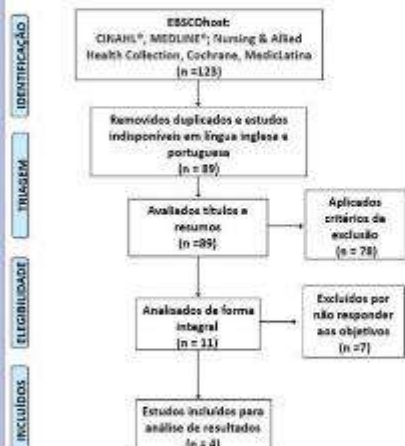 IDENTIFICAÇÃO
EBSCOhost:
CINAHL®, MEDLINE®; Nursing & Allied
Health Collection, Cochrane, MedicLatina
(n =123)
TRIAGEM
Removidos duplicados e estudos
indisponíveis em língua inglesa e
portuguesa
(n = 89)
Avaliados títulos e
resumos
(n =89)
Aplicados
critérios de
exclusão
(n = 78)
ELEGIBILIDADE
Analisados de forma
integral
(n = 11)
Excluídos por
não responder
aos objetivos
(n =7)
INCLUÍDOS
Estudos incluídos para
análise de resultados
(n = 4)